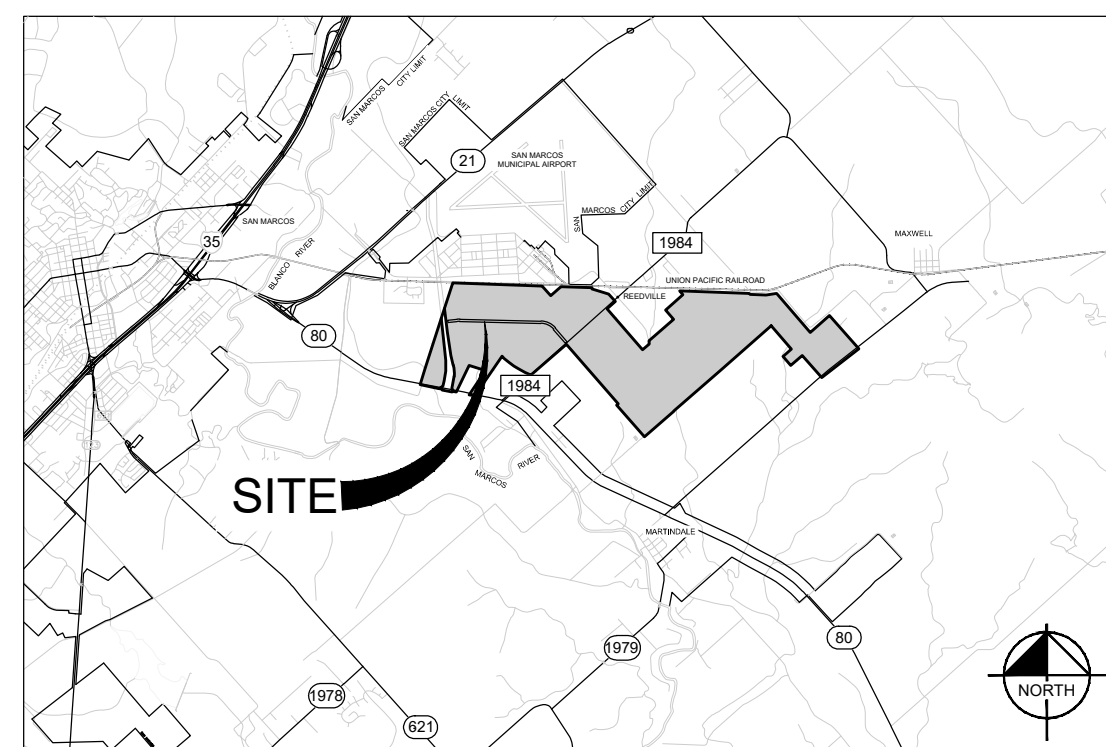 SAN MARCOS
CITY LIMIT
SAN MARCOS CITY
LIMIT
21
SAN MARCOS
MUNICIPAL AIRPORT
SAN
MARCOS
CITY LIMIT
SAN MARCOS
35
BLANCO
RIVER
1984
MAXWELL
UNION PACIFIC RAILROAD
REEDVILLE
80
1984
SITE
SAN
MARCOS
RIVER
MARTINDALE
80
1979
1978
621
NORTH